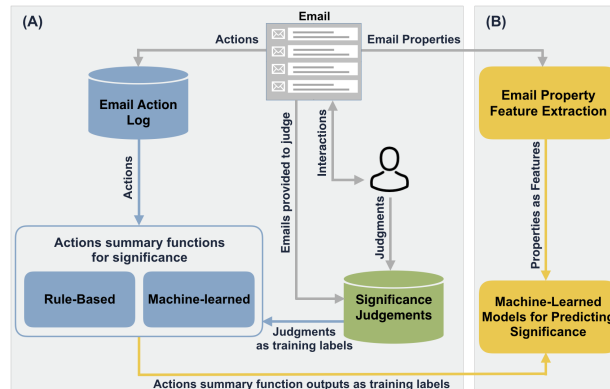 (A)
Email
(B)
Actions
Email Properties
Email Action
Log
Email Property
Feature Extraction
Actions
Emails provided to judge
Interactions
Judgments
Properties as Features
Actions summary functions
for significance
Rule-Based
Machine-learned
Significance
Judgements
Machine-Learned
Models for Predicting
Significance
Judgments
as training labels
Actions summary function outputs as training labels